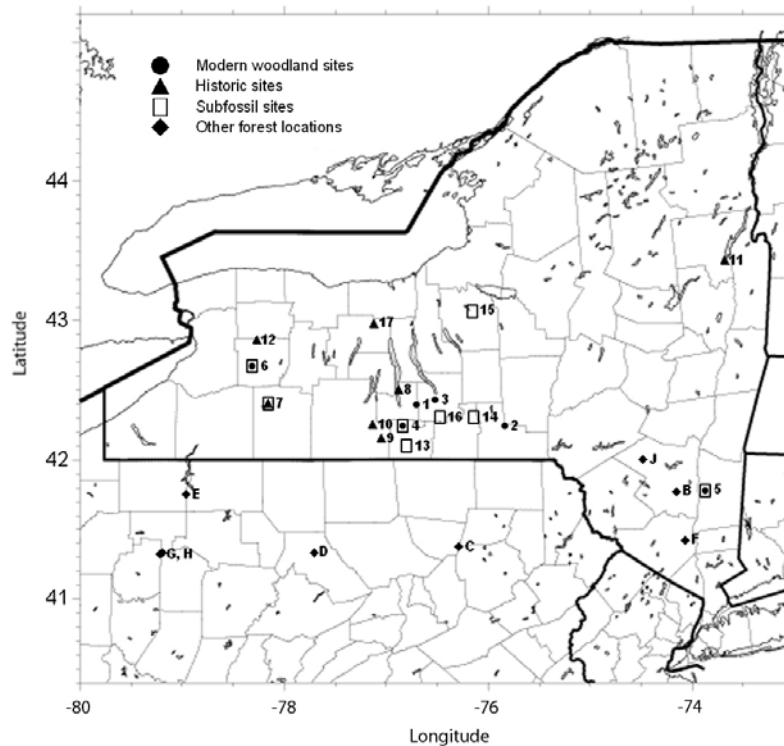 Modern woodland sites
Historic sites
Subfossil sites
Other forest locations
44
11
43
15
17
12
6
8
3
7
1
16
14
10
4
2
9
13
42
J
E
B
5
F
G, H
D
C
41
-80
-78
-76
-74
Latitude
Longitude